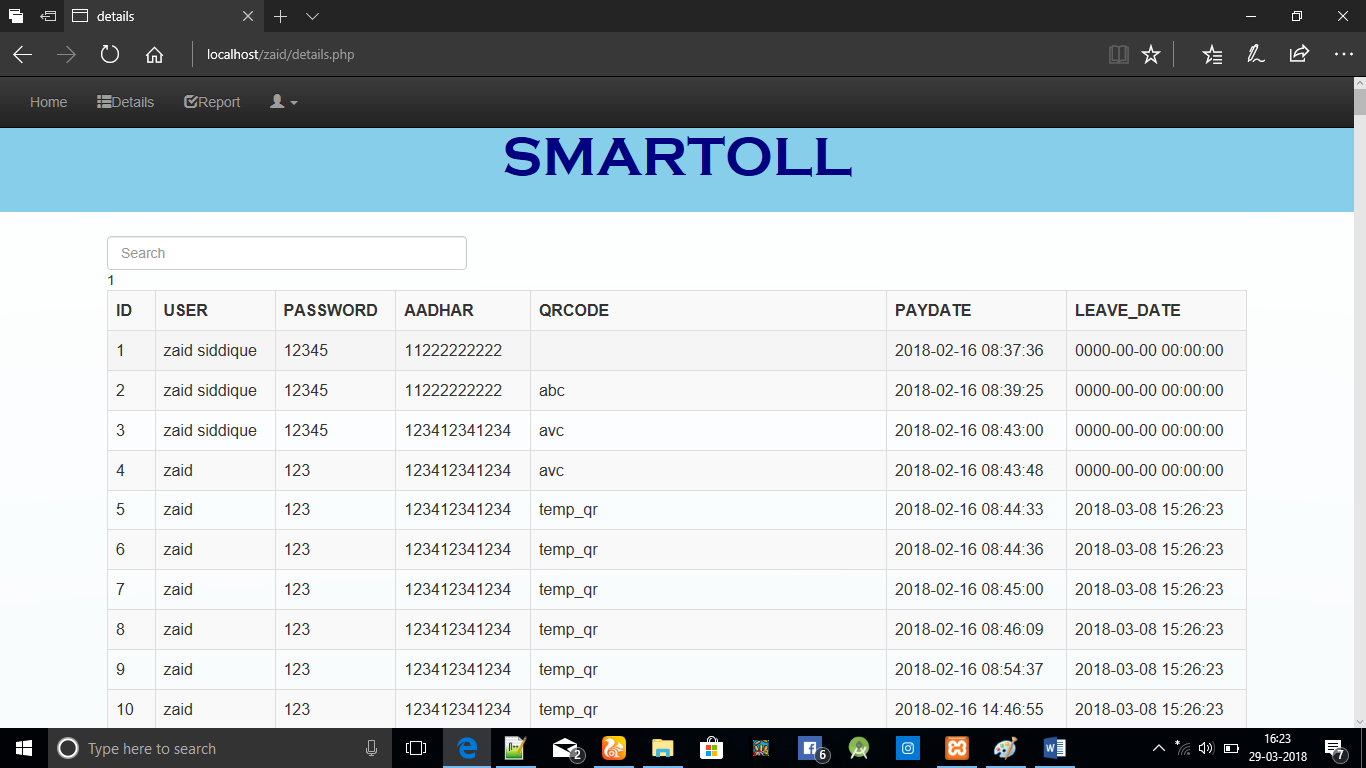 details
localhost/zaid/details.php
Home Details Report
SMARTOLL
Search
1
ID USER PASSWORD AADHAR QRCODE PAYDATE LEAVE_DATE
1 zaid siddique 12345 11222222222 2018-02-16 08:37:36 0000-00-00 00:00:00
2 zaid siddique 12345 11222222222 abc 2018-02-16 08:39:25 0000-00-00 00:00:00
3 zaid siddique 12345 123412341234 avc 2018-02-16 08:43:00 0000-00-00 00:00:00
4 zaid 123 123412341234 avc 2018-02-16 08:43:48 0000-00-00 00:00:00
5 zaid 123 123412341234 temp_qr 2018-02-16 08:44:33 2018-03-08 15:26:23
6 zaid 123 123412341234 temp_qr 2018-02-16 08:44:36 2018-03-08 15:26:23
7 zaid 123 123412341234 temp_qr 2018-02-16 08:45:00 2018-03-08 15:26:23
8 zaid 123 123412341234 temp_qr 2018-02-16 08:46:09 2018-03-08 15:26:23
9 zaid 123 123412341234 temp_qr 2018-02-16 08:54:37 2018-03-08 15:26:23
10 zaid 123 123412341234 temp_qr 2018-02-16 14:46:55 2018-03-08 15:26:23
Type here to search 2 6 16:23
29-03-2018 7